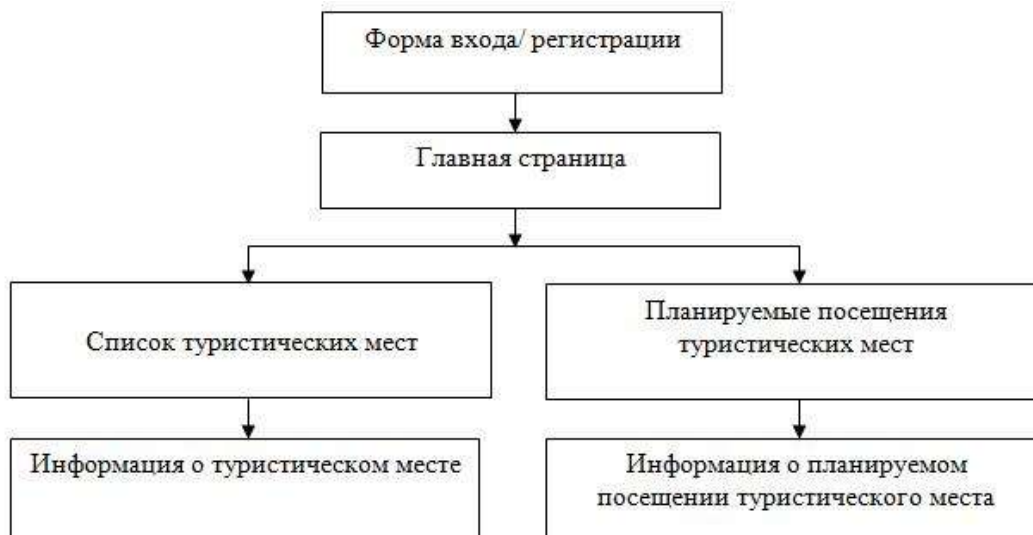 Форма входа/ регистрации
Главная страница
Список туристических мест
Планируемые посещения
туристических мест
Информация о туристическом месте
Информация о планируемом
посещении туристического места